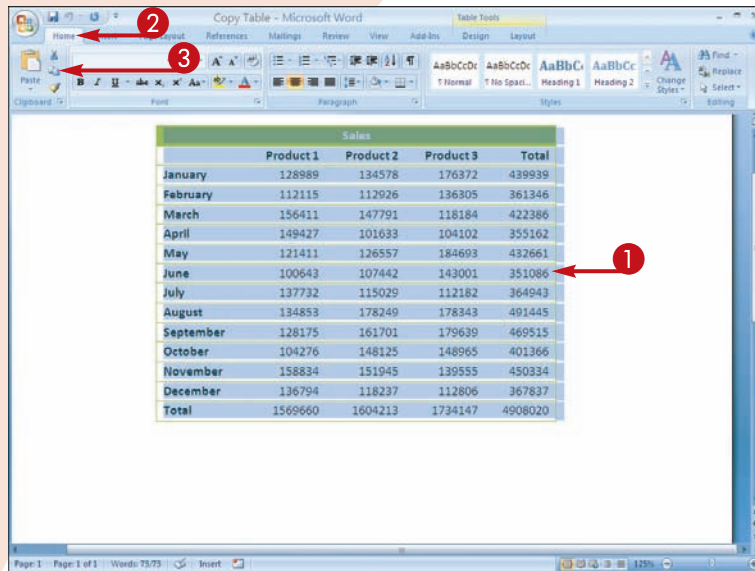 Copy Table - Microsoft Word
Table Tools
2
Home Page Layout References Mailings Review View Add-Ins Design Layout
3
Paste
B I U abc x, x' Aa A
AaBbCcDc AaBbCcDc AaBbC AaBbCc
¶ Normal ¶ No Spaci... Heading 1 Heading 2
Change Styles
Find
Replace
Select
Clipboard Font Paragraph Styles Editing
Sales
Product 1 Product 2 Product 3 Total
January 128989 134578 176372 439939
February 112115 112926 136305 361346
March 156411 147791 118184 422386
April 149427 101633 104102 355162
May 121411 126557 184693 432661
1
June 100643 107442 143001 351086
July 137732 115029 112182 364943
August 134853 178249 178343 491445
September 128175 161701 179639 469515
October 104276 148125 148965 401366
November 158834 151945 139555 450334
December 136794 118237 112806 367837
Total 1569660 1604213 1734147 4908020
Page: 1 Page: 1 of 1 Words: 75/75 Insert 125%